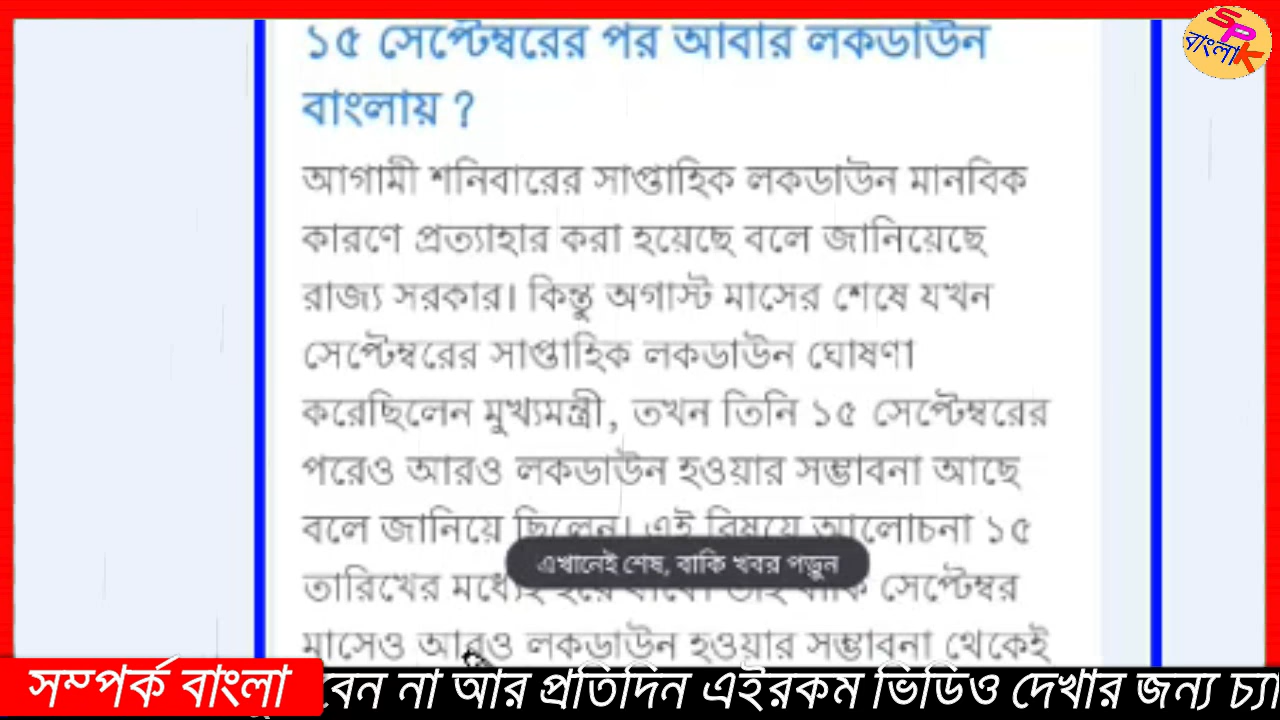 SPK
বাংলা
১৫ সেপ্টেম্বরের পর আবার লকডাউন
বাংলায় ?
আগামী শনিবারের সাপ্তাহিক লকডাউন মানবিক
কারণে প্রত্যাহার করা হয়েছে বলে জানিয়েছে
রাজ্য সরকার। কিন্তু অগাস্ট মাসের শেষে যখন
সেপ্টেম্বরের সাপ্তাহিক লকডাউন ঘোষণা
করেছিলেন মুখ্যমন্ত্রী, তখন তিনি ১৫ সেপ্টেম্বরের
পরেও আরও লকডাউন হওয়ার সম্ভাবনা আছে
বলে জানিয়ে ছিলেন। এই বিষয়ে আলোচনা ১৫
এখানেই শেষ, বাকি খবর পড়ুন
তারিখের সেপ্টেম্বর
মাসেও আরও লকডাউন হওয়ার সম্ভাবনা থেকেই
সম্পর্ক বাংলা
বেন না আর প্রতিদিন এইরকম ভিডিও দেখার জন্য চ্যা